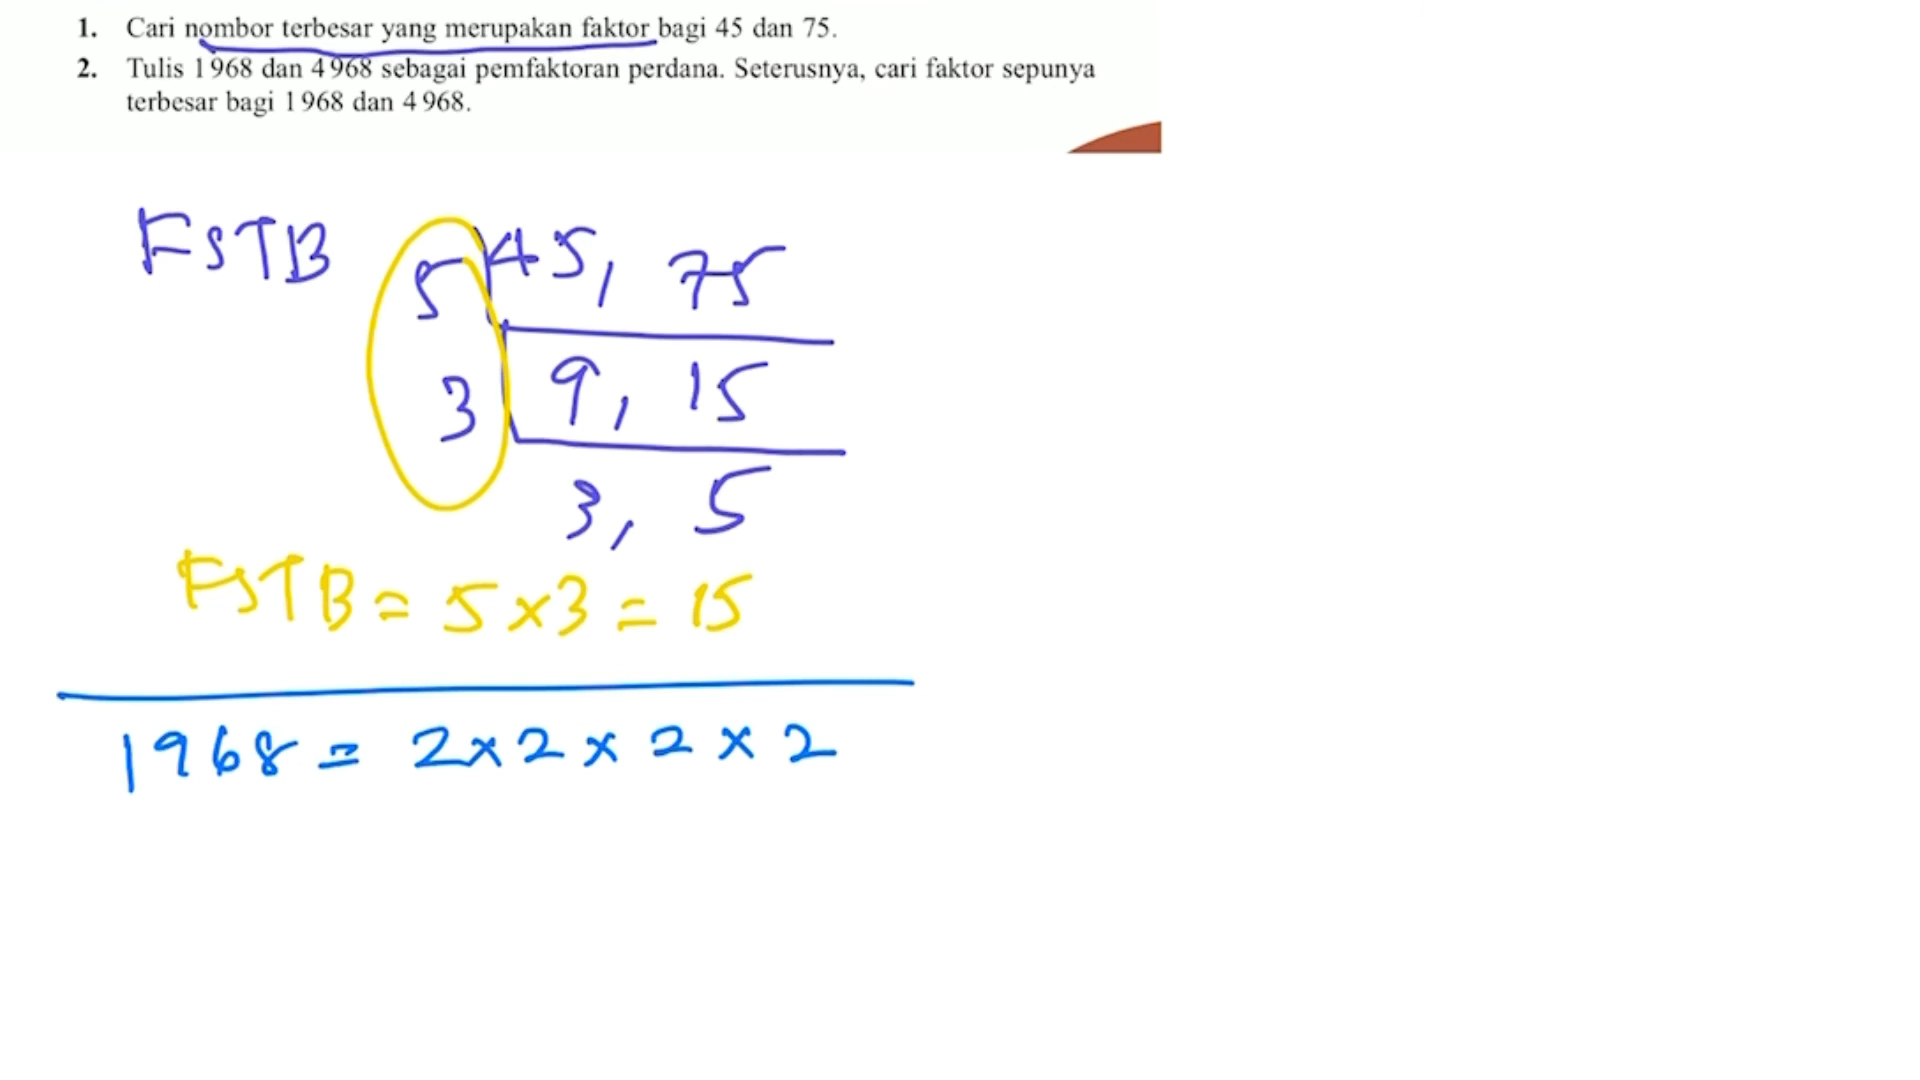 1. Cari nombor terbesar yang merupakan faktor bagi 45 dan 75.
2. Tulis 1 968 dan 4 968 sebagai pemfaktoran perdana. Seterusnya, cari faktor sepunya
terbesar bagi 1 968 dan 4 968.
FSTB
5 45, 75
3 9, 15
3, 5
FSTB = 5 x 3 = 15
1968 = 2 x 2 x 2 x 2